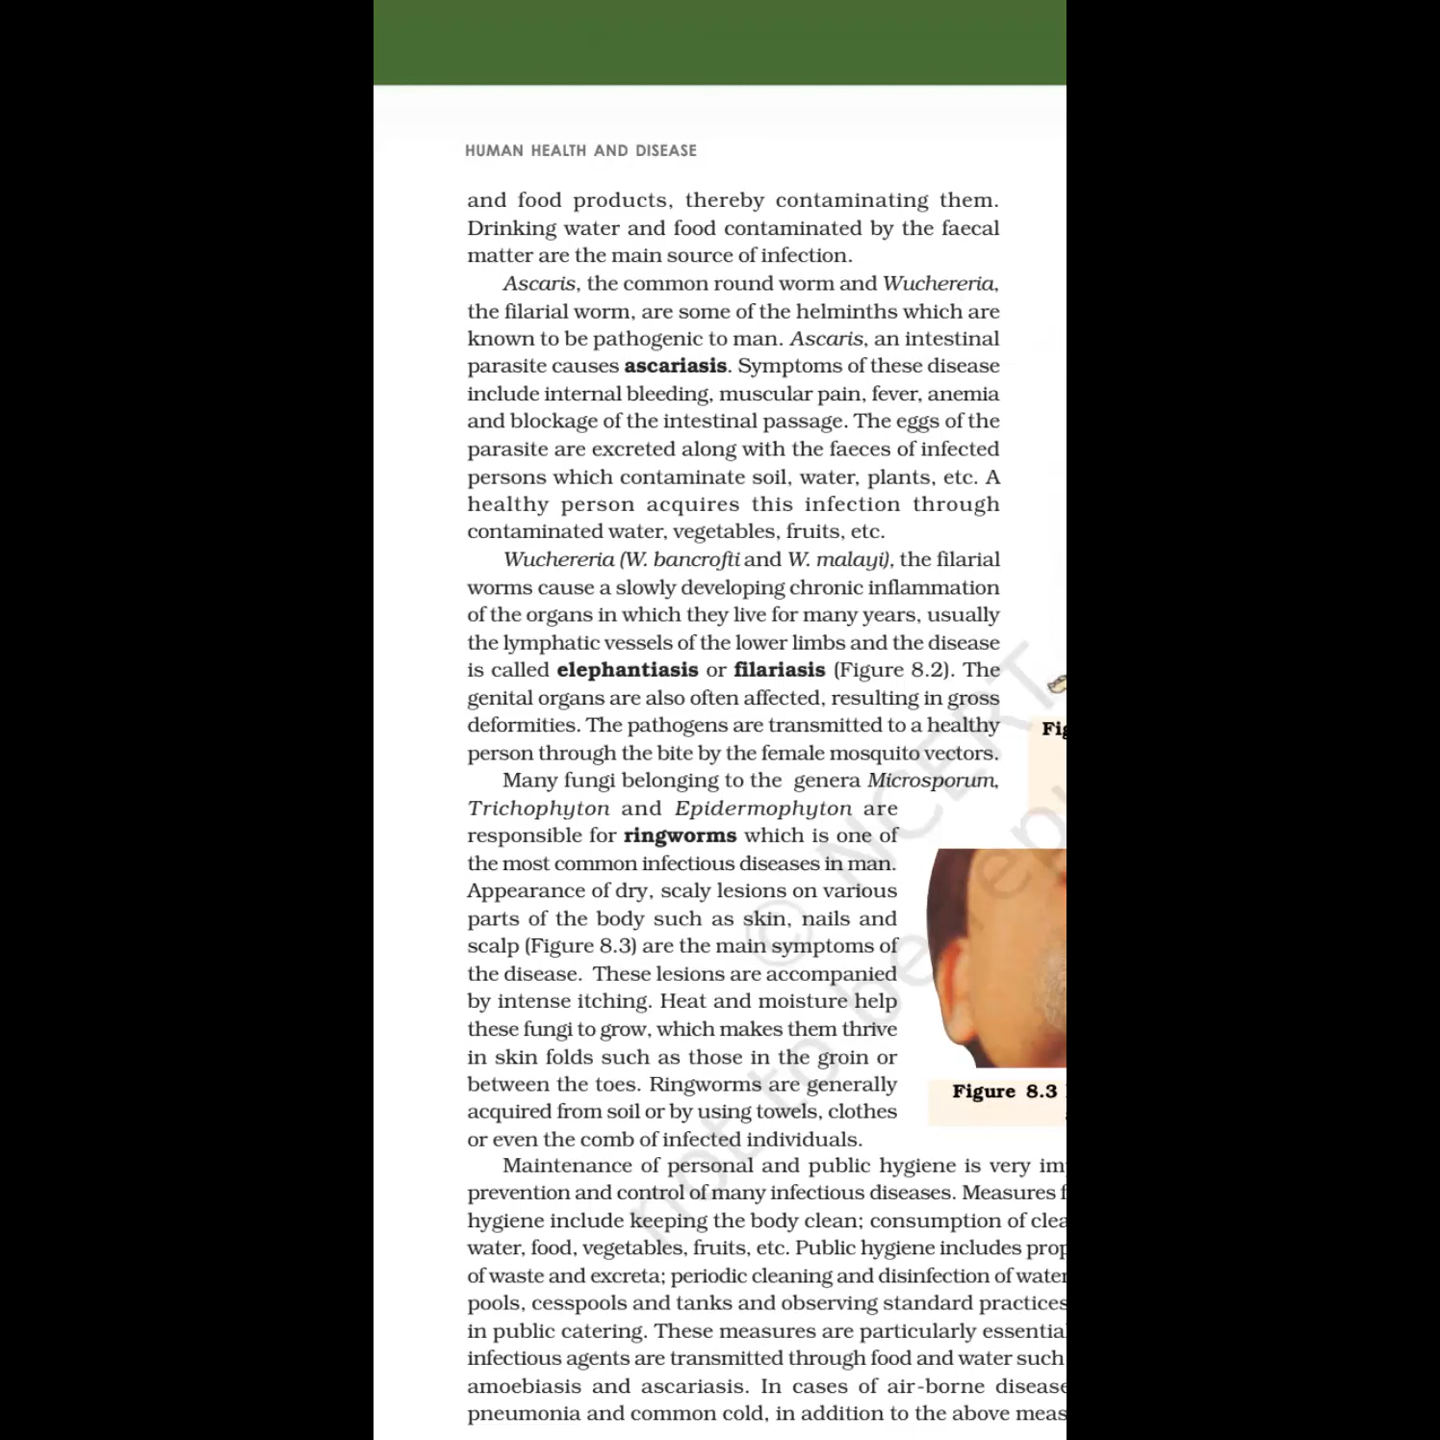 HUMAN HEALTH AND DISEASE
and food products, thereby contaminating them.
Drinking water and food contaminated by the faecal
matter are the main source of infection.
Ascaris, the common round worm and Wuchereria,
the filarial worm, are some of the helminths which are
known to be pathogenic to man. Ascaris, an intestinal
parasite causes ascariasis. Symptoms of these disease
include internal bleeding, muscular pain, fever, anemia
and blockage of the intestinal passage. The eggs of the
parasite are excreted along with the faeces of infected
persons which contaminate soil, water, plants, etc. A
healthy person acquires this infection through
contaminated water, vegetables, fruits, etc.
Wuchereria (W. bancrofti and W. malayi), the filarial
worms cause a slowly developing chronic inflammation
of the organs in which they live for many years, usually
the lymphatic vessels of the lower limbs and the disease
is called elephantiasis or filariasis (Figure 8.2). The
genital organs are also often affected, resulting in gross
deformities. The pathogens are transmitted to a healthy
person through the bite by the female mosquito vectors.
Many fungi belonging to the genera Microsporum,
Trichophyton and Epidermophyton are
responsible for ringworms which is one of
the most common infectious diseases in man.
Appearance of dry, scaly lesions on various
parts of the body such as skin, nails and
scalp (Figure 8.3) are the main symptoms of
the disease. These lesions are accompanied
by intense itching. Heat and moisture help
these fungi to grow, which makes them thrive
in skin folds such as those in the groin or
between the toes. Ringworms are generally
acquired from soil or by using towels, clothes
or even the comb of infected individuals.
Figure 8.3
Maintenance of personal and public hygiene is very im
prevention and control of many infectious diseases. Measures f
hygiene include keeping the body clean; consumption of clea
water, food, vegetables, fruits, etc. Public hygiene includes prop
of waste and excreta; periodic cleaning and disinfection of water
pools, cesspools and tanks and observing standard practices
in public catering. These measures are particularly essential
infectious agents are transmitted through food and water such
amoebiasis and ascariasis. In cases of air-borne disease
pneumonia and common cold, in addition to the above meas
© NCERT
not to be repu